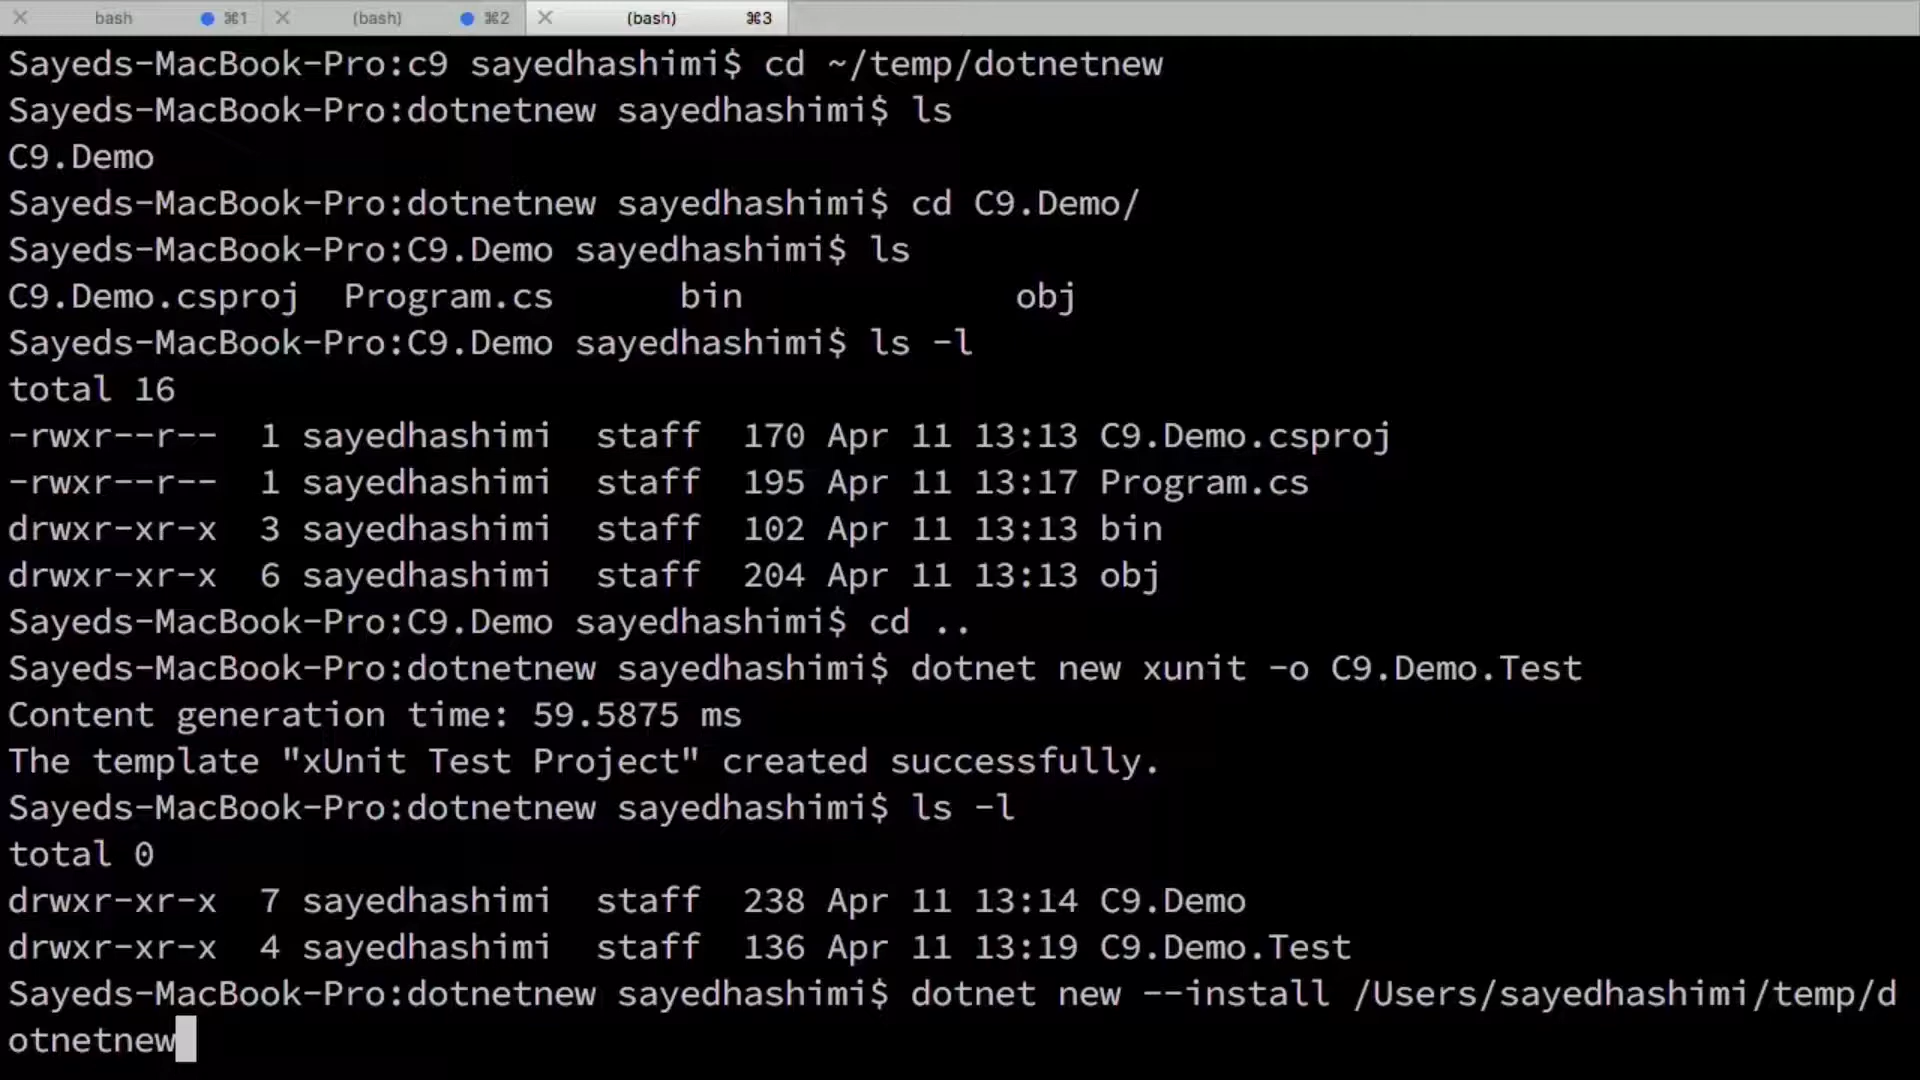 bash ⌘1 (bash) ⌘2 (bash) ⌘3
Sayeds-MacBook-Pro:c9 sayedhashimi$ cd ~/temp/dotnetnew
Sayeds-MacBook-Pro:dotnetnew sayedhashimi$ ls
C9.Demo
Sayeds-MacBook-Pro:dotnetnew sayedhashimi$ cd C9.Demo/
Sayeds-MacBook-Pro:C9.Demo sayedhashimi$ ls
C9.Demo.csproj  Program.cs      bin             obj
Sayeds-MacBook-Pro:C9.Demo sayedhashimi$ ls -l
total 16
-rwxr--r--  1 sayedhashimi  staff  170 Apr 11 13:13 C9.Demo.csproj
-rwxr--r--  1 sayedhashimi  staff  195 Apr 11 13:17 Program.cs
drwxr-xr-x  3 sayedhashimi  staff  102 Apr 11 13:13 bin
drwxr-xr-x  6 sayedhashimi  staff  204 Apr 11 13:13 obj
Sayeds-MacBook-Pro:C9.Demo sayedhashimi$ cd ..
Sayeds-MacBook-Pro:dotnetnew sayedhashimi$ dotnet new xunit -o C9.Demo.Test
Content generation time: 59.5875 ms
The template "xUnit Test Project" created successfully.
Sayeds-MacBook-Pro:dotnetnew sayedhashimi$ ls -l
total 0
drwxr-xr-x  7 sayedhashimi  staff  238 Apr 11 13:14 C9.Demo
drwxr-xr-x  4 sayedhashimi  staff  136 Apr 11 13:19 C9.Demo.Test
Sayeds-MacBook-Pro:dotnetnew sayedhashimi$ dotnet new --install /Users/sayedhashimi/temp/d
otnetnew